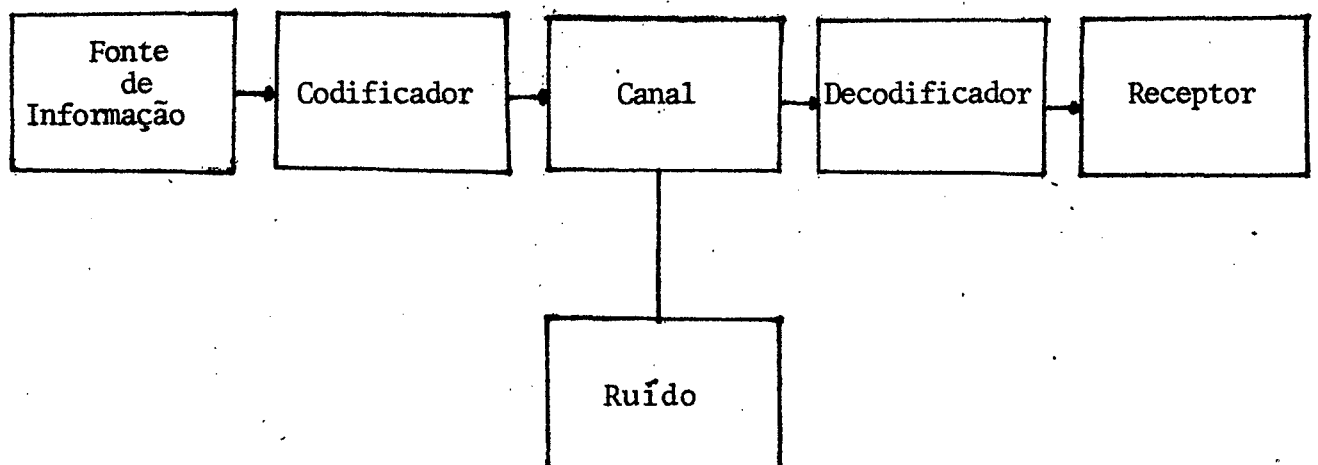 Fonte
de
Informação
Codificador
Canal
Decodificador
Receptor
Ruído